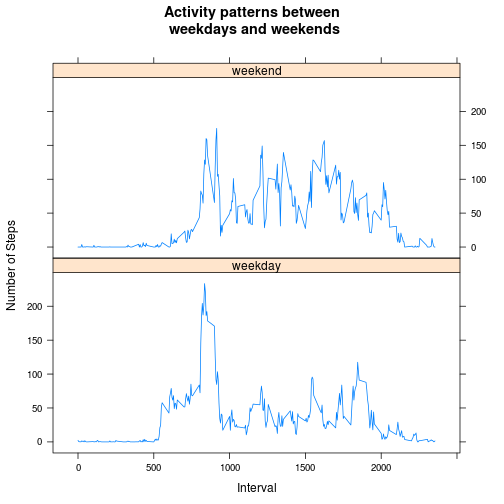 Activity patterns between
weekdays and weekends
weekend
200
150
100
50
0
Number of Steps
weekday
200
150
100
50
0
0 500 1000 1500 2000
Interval